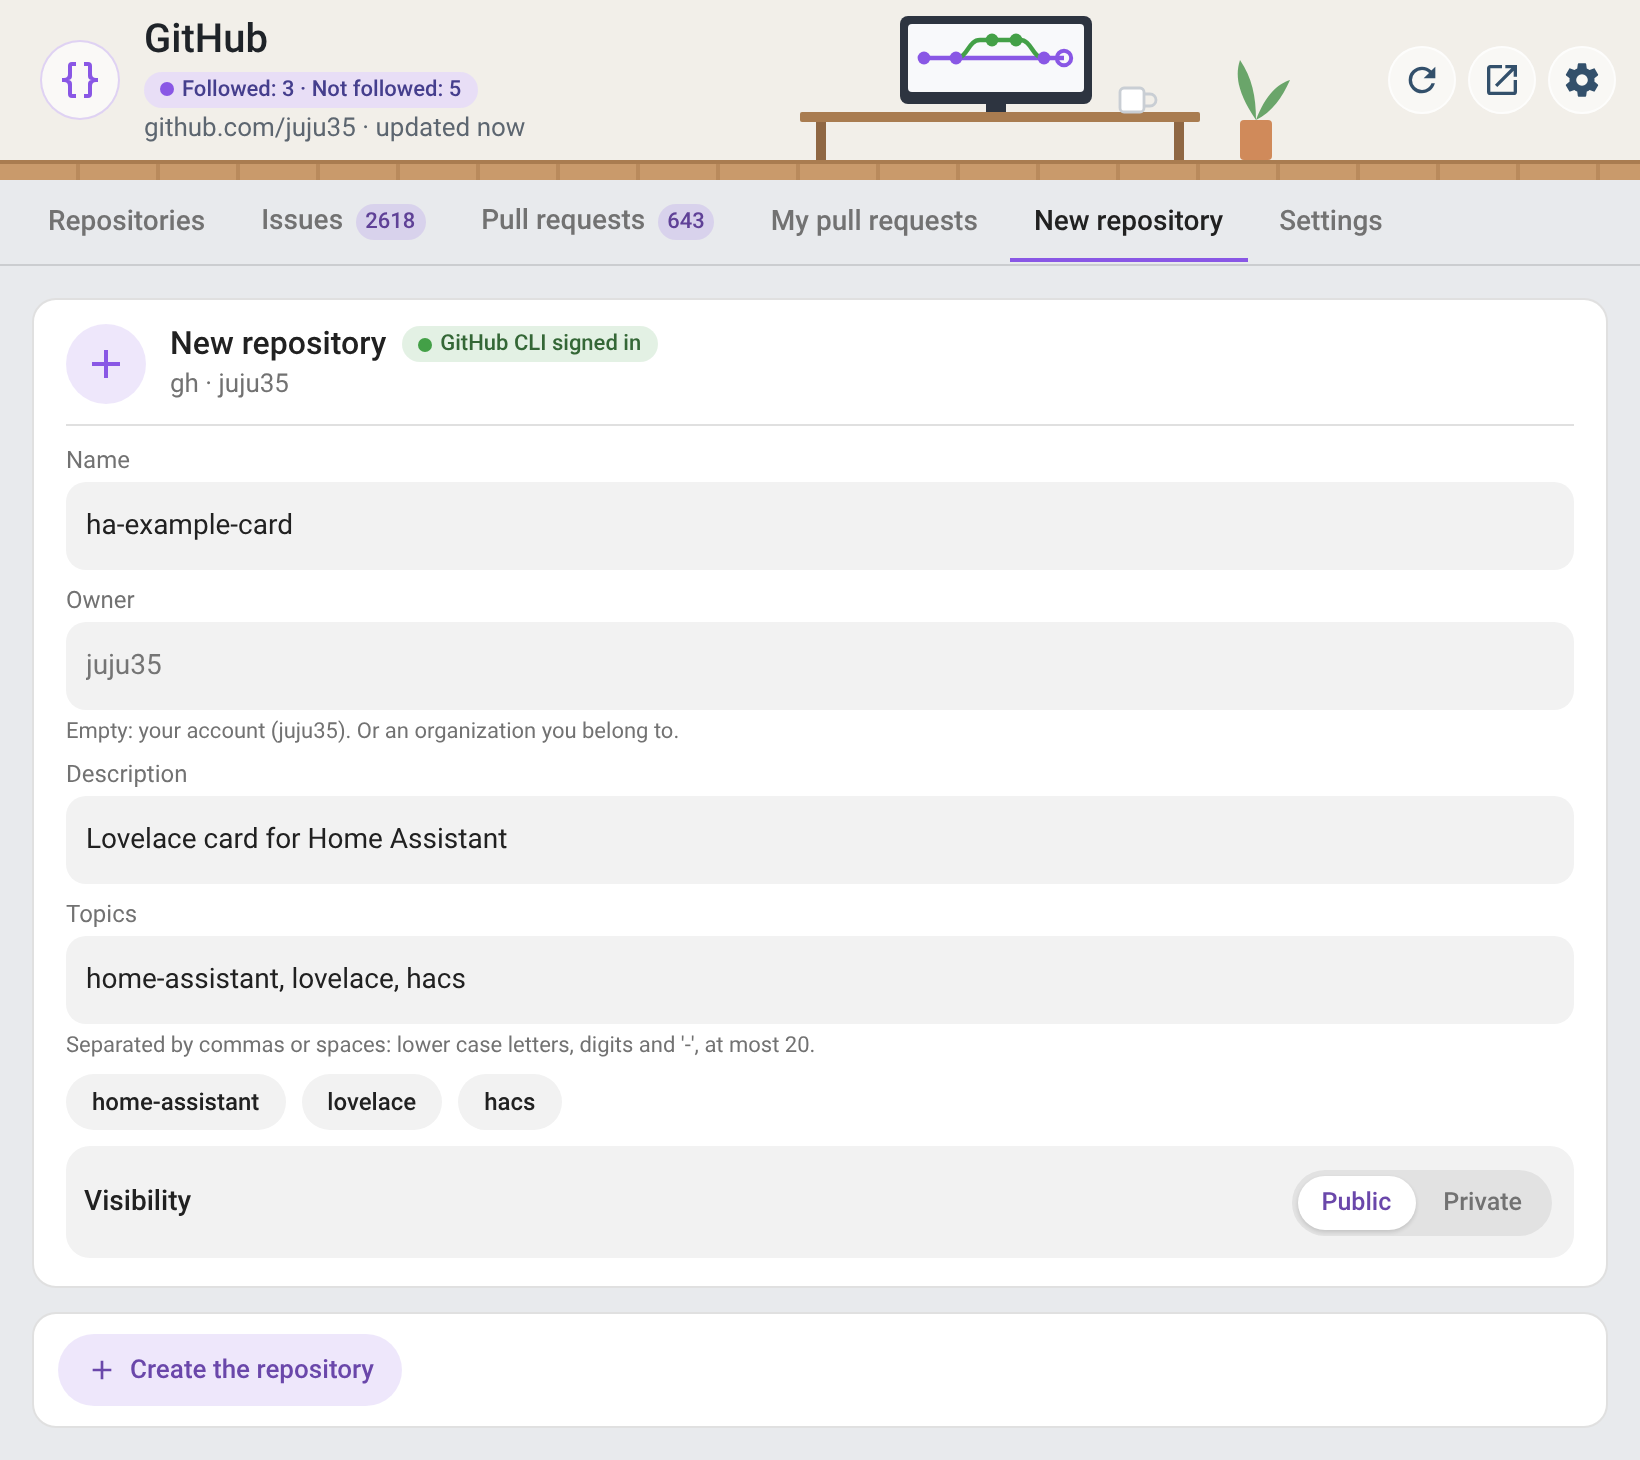 GitHub
Followed: 3 · Not followed: 5
github.com/juju35 · updated now
Repositories
Issues 2618
Pull requests 643
My pull requests
New repository
Settings
New repository
GitHub CLI signed in
gh · juju35
Name
ha-example-card
Owner
juju35
Empty: your account (juju35). Or an organization you belong to.
Description
Lovelace card for Home Assistant
Topics
home-assistant, lovelace, hacs
Separated by commas or spaces: lower case letters, digits and '-', at most 20.
home-assistant
lovelace
hacs
Visibility
Public
Private
Create the repository